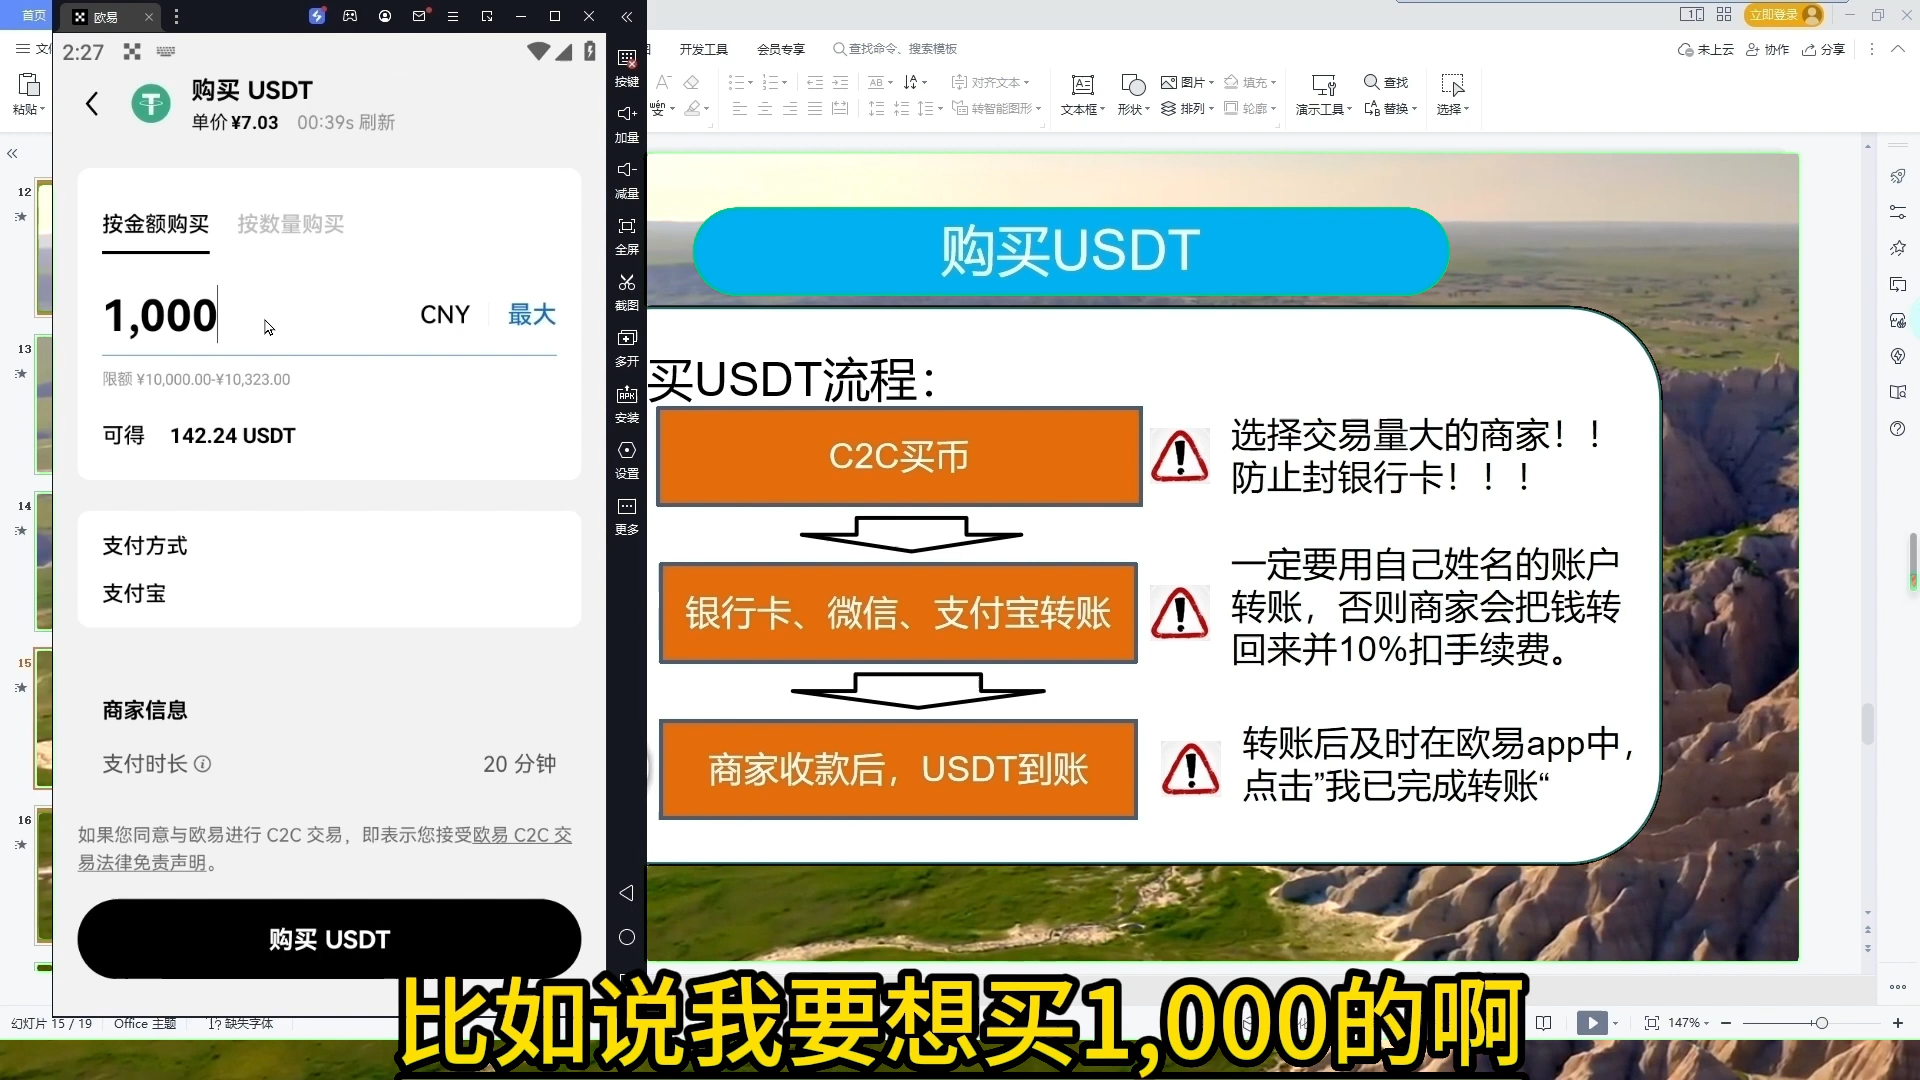 首页
欧易
2:27
购买 USDT
单价 ¥7.03 00:39s 刷新
按金额购买 按数量购买
1,000 CNY 最大
限额 ¥10,000.00-¥10,323.00
可得 142.24 USDT
支付方式
支付宝
商家信息
支付时长 20 分钟
如果您同意与欧易进行 C2C 交易，即表示您接受欧易 C2C 交
易法律免责声明。
购买 USDT
按键
加量
减量
全屏
截图
多开
安装
设置
更多
粘贴
12
13
14
15
16
立即登录
开发工具 会员专享 查找命令、搜索模板
未上云 协作 分享
对齐文本
转智能图形
文本框
形状
图片
排列
填充
轮廓
演示工具
查找
替换
选择
购买USDT
买USDT流程：
C2C买币
选择交易量大的商家！！
防止封银行卡！！！
银行卡、微信、支付宝转账
一定要用自己姓名的账户
转账，否则商家会把钱转
回来并10%扣手续费。
商家收款后，USDT到账
转账后及时在欧易app中，
点击”我已完成转账“
幻灯片 15 / 19 Office 主题 缺失字体
147%
比如说我要想买1,000的啊